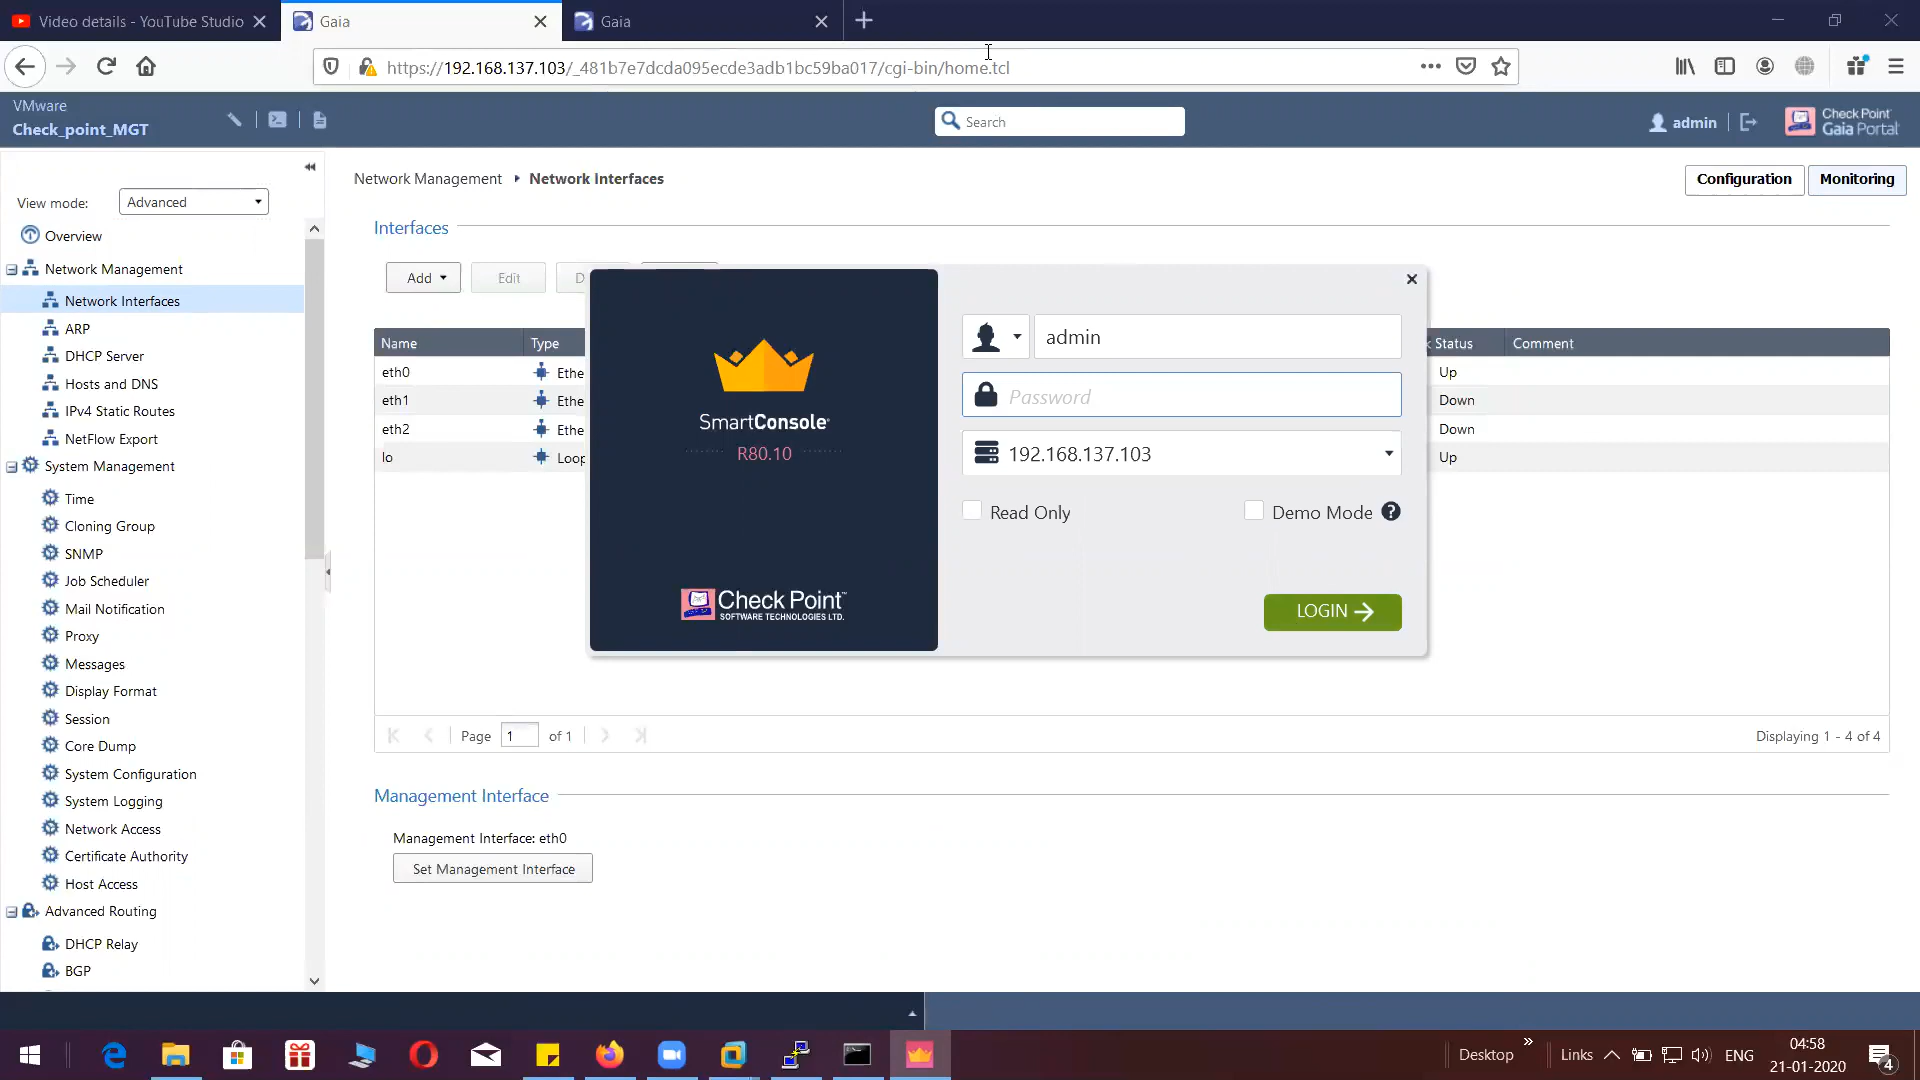 Video details - YouTube Studio
Gaia
Gaia
https://192.168.137.103/_481b7e7dcda095ecde3adb1bc59ba017/cgi-bin/home.tcl
VMware
Check_point_MGT
Search
admin
Check Point
Gaia Portal
View mode:
Advanced
Overview
Network Management
Network Interfaces
ARP
DHCP Server
Hosts and DNS
IPv4 Static Routes
NetFlow Export
System Management
Time
Cloning Group
SNMP
Job Scheduler
Mail Notification
Proxy
Messages
Display Format
Session
Core Dump
System Configuration
System Logging
Network Access
Certificate Authority
Host Access
Advanced Routing
DHCP Relay
BGP
Network Management Network Interfaces
Configuration
Monitoring
Interfaces
Add
Edit
D
Name Type Status Comment
eth0 Ethe Up
eth1 Ethe Down
eth2 Ethe Down
lo Loop Up
SmartConsole
R80.10
Check Point
SOFTWARE TECHNOLOGIES LTD.
admin
Password
192.168.137.103
Read Only
Demo Mode
LOGIN
Page 1 of 1
Displaying 1 - 4 of 4
Management Interface
Management Interface: eth0
Set Management Interface
Desktop
Links
ENG
04:58
21-01-2020
4